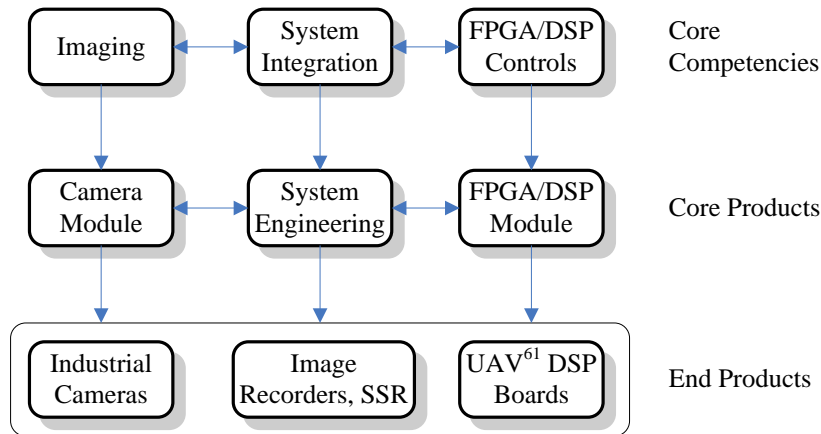 Imaging
System
Integration
FPGA/DSP
Controls
Core
Competencies
Camera
Module
System
Engineering
FPGA/DSP
Module
Core Products
Industrial
Cameras
Image
Recorders, SSR
UAV⁶¹ DSP
Boards
End Products